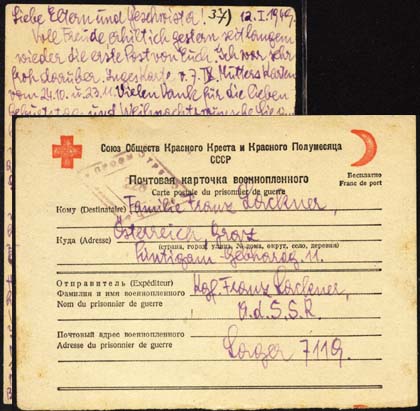 Liebe Eltern und Geschwister! 12.I.1949.
Voll Freude erhielt ich gestern seit langem
wieder die erste Post von Euch. Ich war sehr
froh darüber. Inges Karte v. 7.IX. Mutters Karten
vom 24.10. u. 23.11. Vielen Dank für die lieben
Союз Обществ Красного Креста и Красного Полумесяца
СССР
Почтовая карточка военнопленного
Carte postale du prisonnier de guerre
Бесплатно
Franc de port
Кому (Destinataire) Familie Franz Lackner,
Куда (Adresse) Österreich Graz
(страна, город, улица, № дома, округ, село, деревня)
11.
Отправитель (Expéditeur)
Фамилия и имя военнопленного Kgf. Franz Lackner,
Nom du prisonnier de guerre U.d.S.S.R.
Почтовый адрес военнопленного
Adresse du prisonnier de guerre Lager 7119.